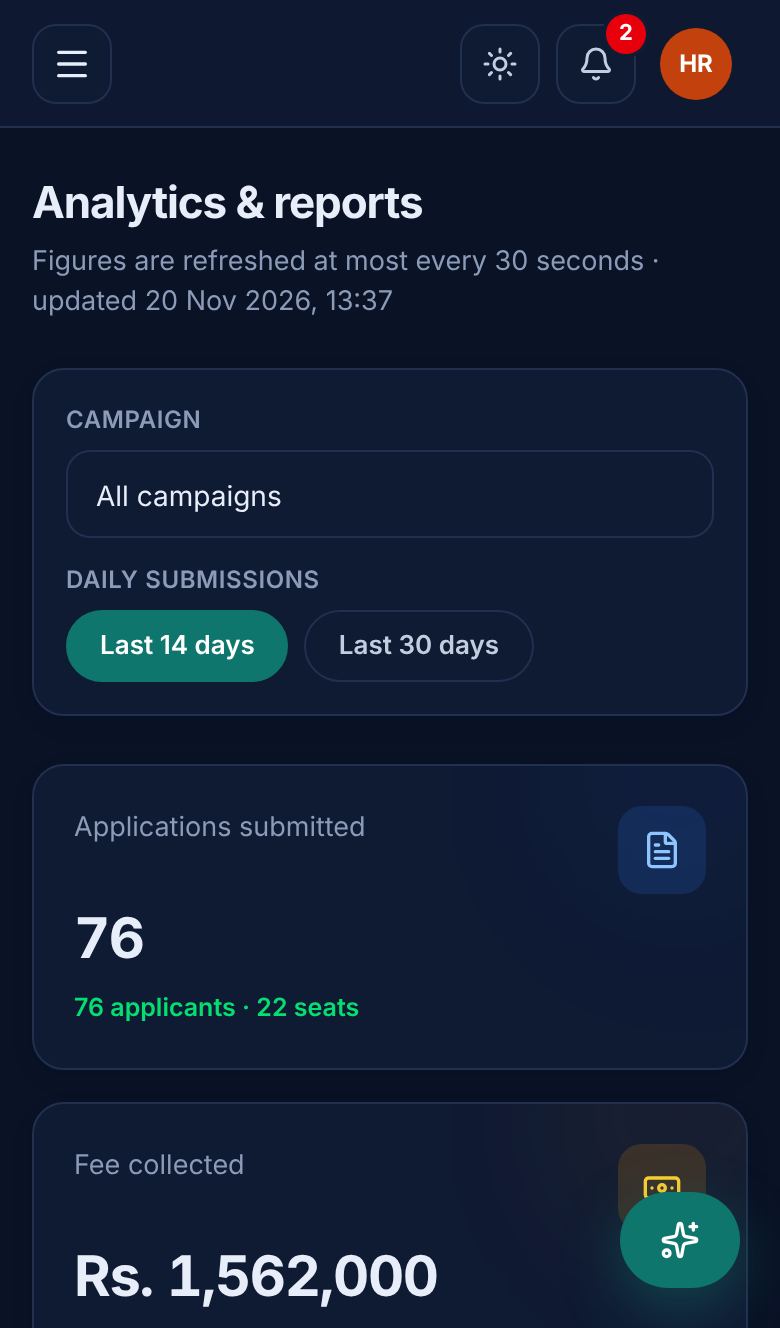 2
HR
Analytics & reports
Figures are refreshed at most every 30 seconds ·
updated 20 Nov 2026, 13:37
CAMPAIGN
All campaigns
DAILY SUBMISSIONS
Last 14 days
Last 30 days
Applications submitted
76
76 applicants · 22 seats
Fee collected
Rs. 1,562,000